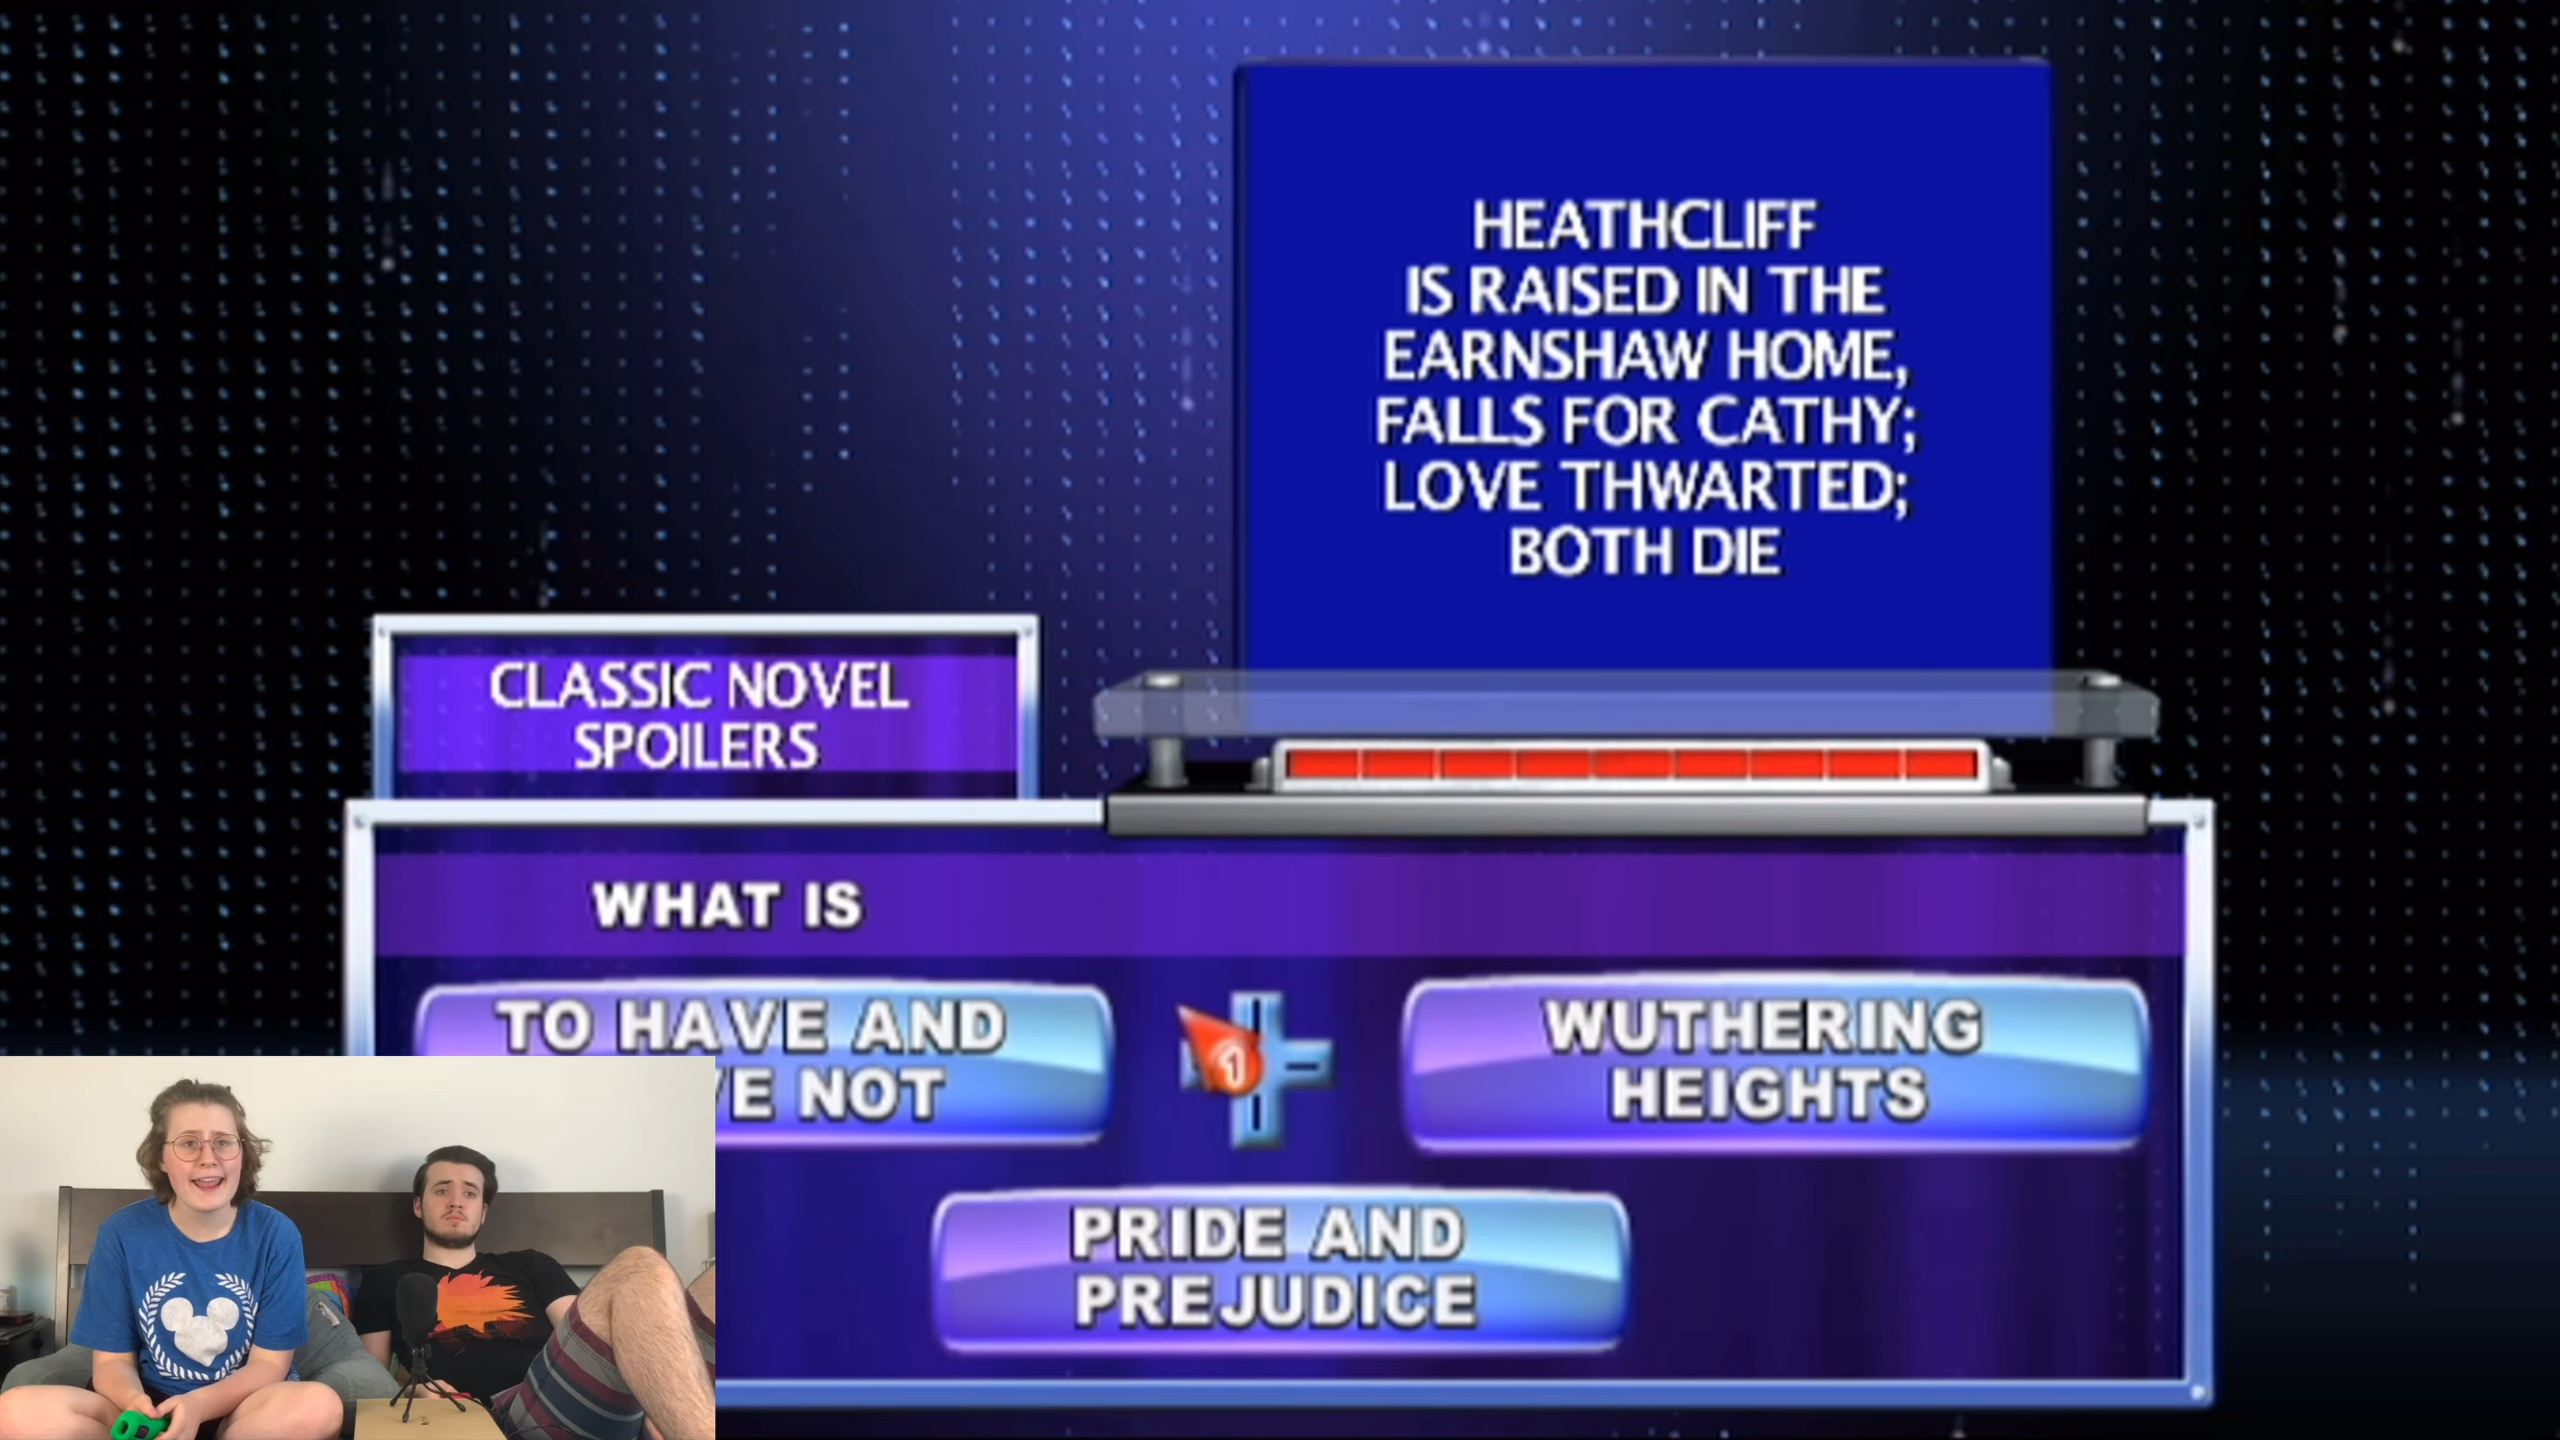 HEATHCLIFF
IS RAISED IN THE
EARNSHAW HOME,
FALLS FOR CATHY;
LOVE THWARTED;
BOTH DIE
CLASSIC NOVEL
SPOILERS
WHAT IS
TO HAVE AND
NOT
1
WUTHERING
HEIGHTS
PRIDE AND
PREJUDICE